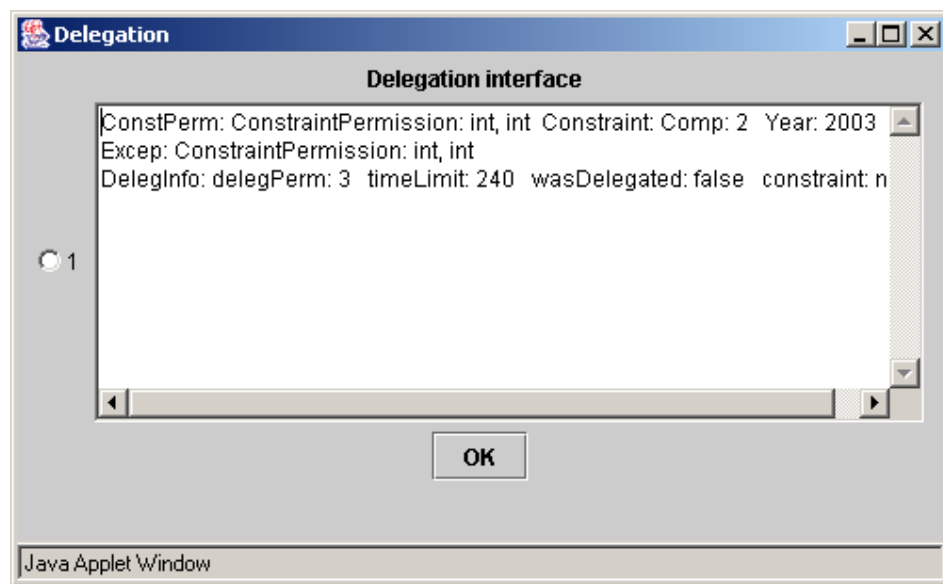 Delegation
Delegation interface
ConstPerm: ConstraintPermission: int, int Constraint: Comp: 2 Year: 2003
Excep: ConstraintPermission: int, int
DelegInfo: delegPerm: 3 timeLimit: 240 wasDelegated: false constraint: n
1
OK
Java Applet Window